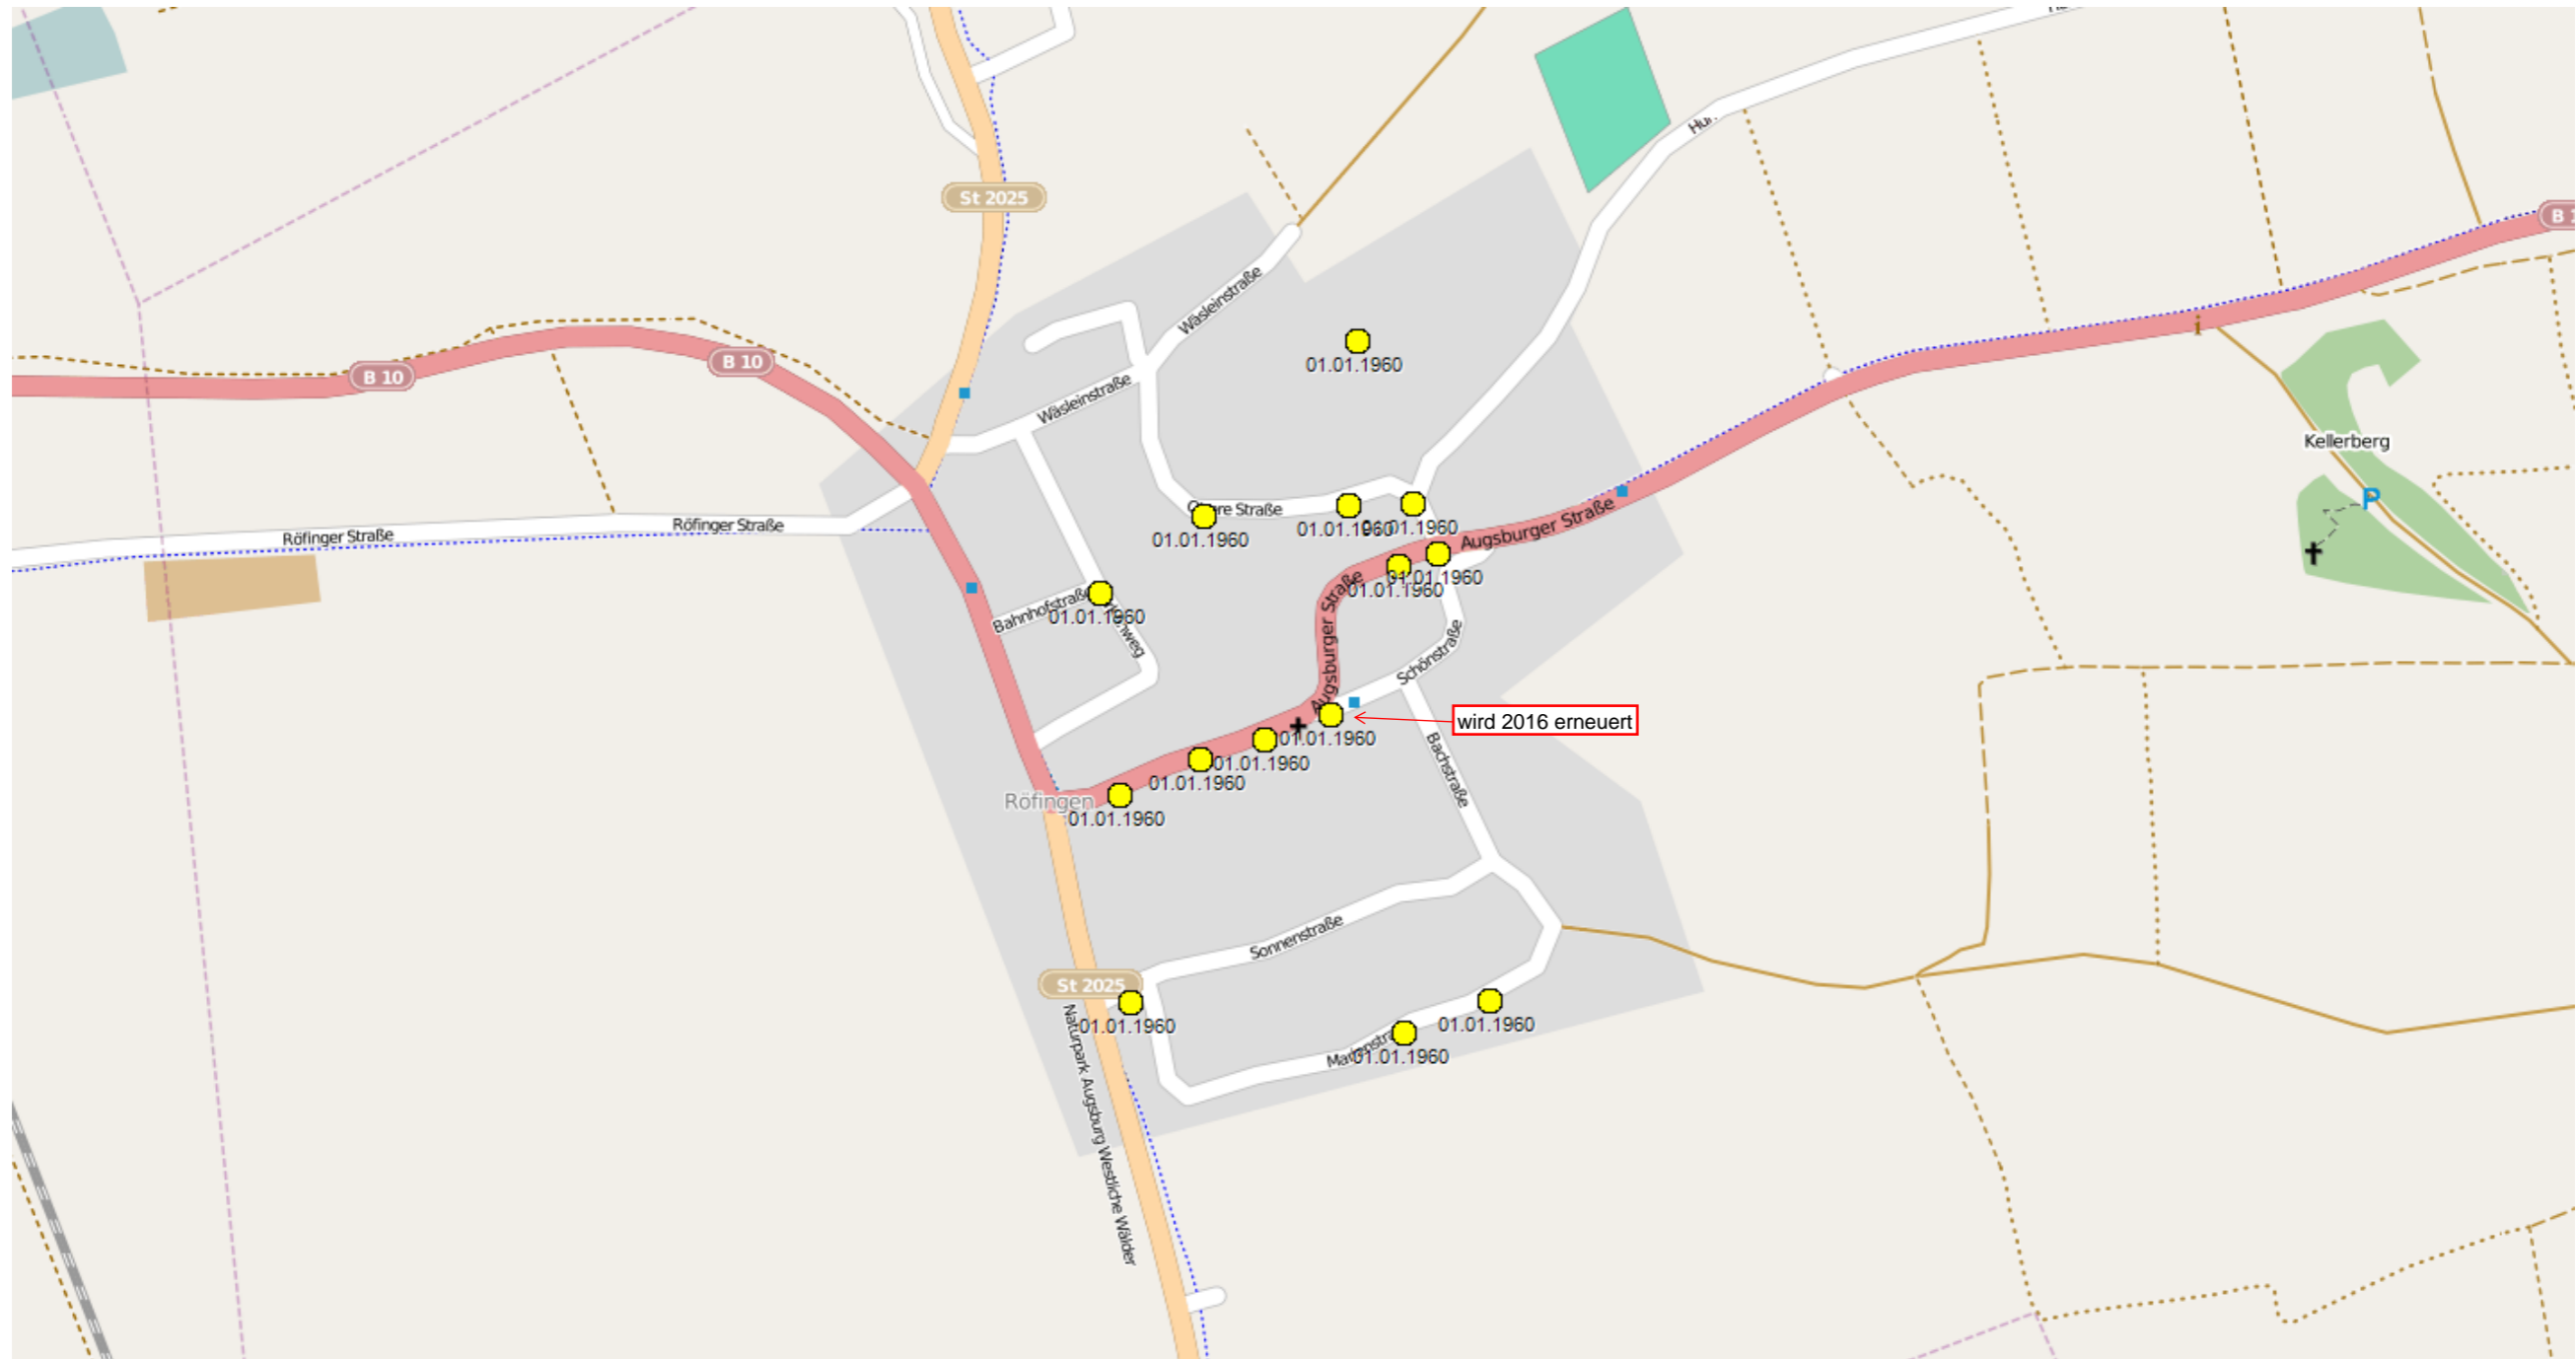 St 2025
B 1
Wäsleinstraße
01.01.1960
B 10
B 10
Wäsleinstraße
Kellerberg
P
01.01.1960
01.01.1960
01.01.1960
Straße
Augsburger Straße
Röfinger Straße
Röfinger Straße
01.01.1960
01.01.1960
Bahnhofstraße
01.01.1960
Augsburger Straße
Schönstraße
wird 2016 erneuert
01.01.1960
01.01.1960
01.01.1960
Bachstraße
Röfingen
01.01.1960
Sonnenstraße
St 2025
01.01.1960
01.01.1960
01.01.1960
Naturpark Augsburg Westliche Wälder